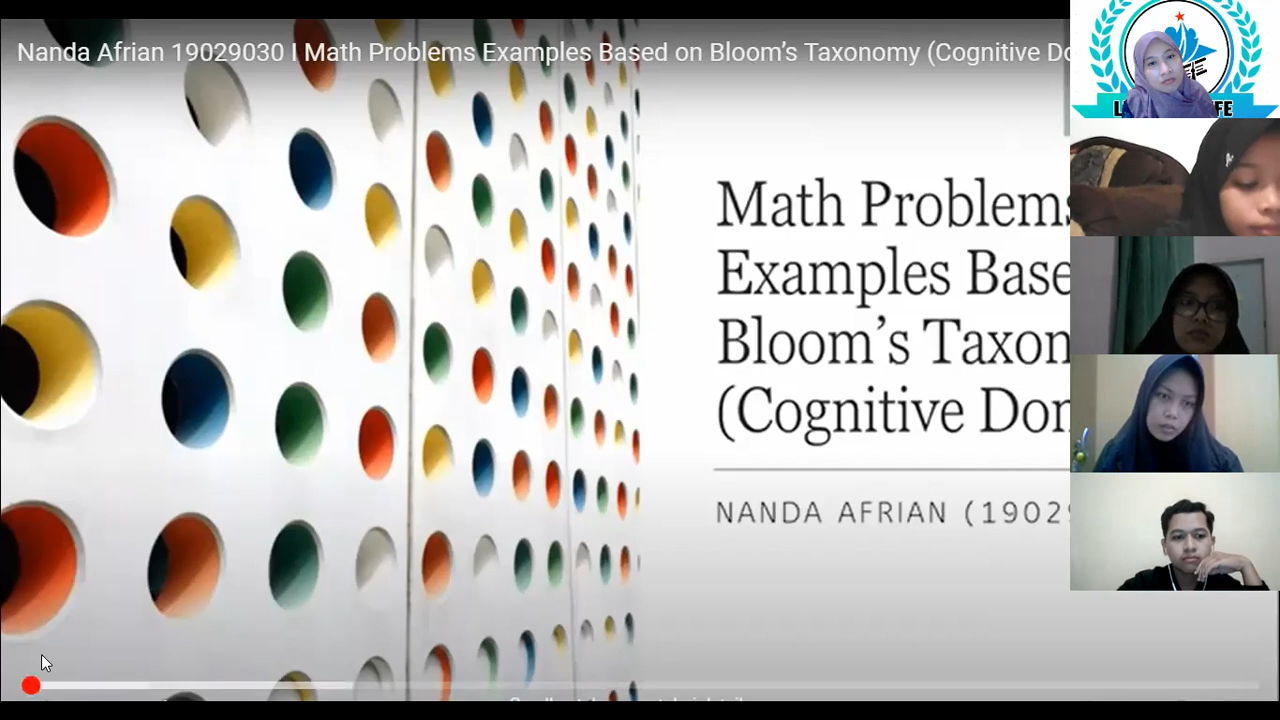 Nanda Afrian 19029030 I Math Problems Examples Based on Bloom's Taxonomy (Cognitive Do
Math Problems
Examples Base
Bloom's Taxon
(Cognitive Dor
NANDA AFRIAN (1902